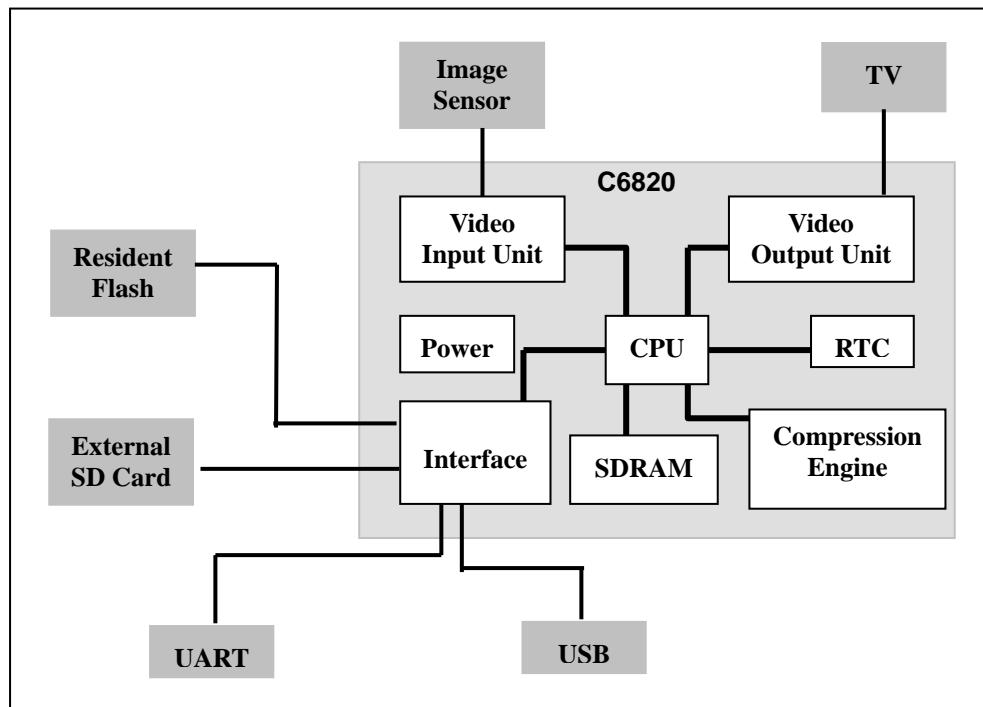 Image
Sensor
TV
C6820
Video
Input Unit
Video
Output Unit
Resident
Flash
Power
CPU
RTC
External
SD Card
Interface
SDRAM
Compression
Engine
UART
USB